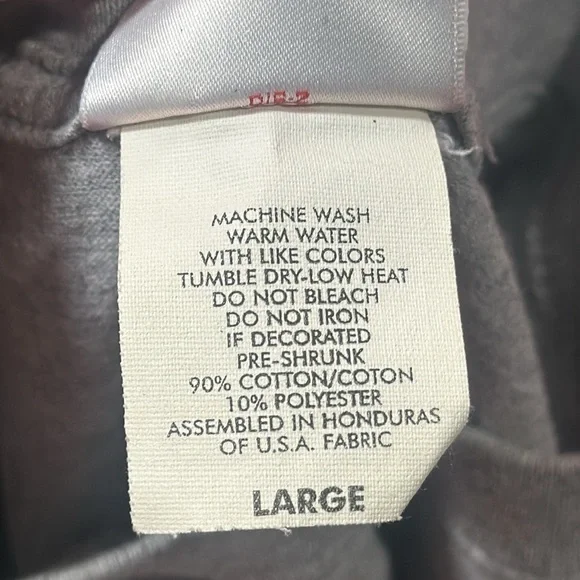 MACHINE WASH
WARM WATER
WITH LIKE COLORS
TUMBLE DRY-LOW HEAT
DO NOT BLEACH
DO NOT IRON
IF DECORATED
PRE-SHRUNK
90% COTTON/COTON
10% POLYESTER
ASSEMBLED IN HONDURAS
OF U.S.A. FABRIC
LARGE